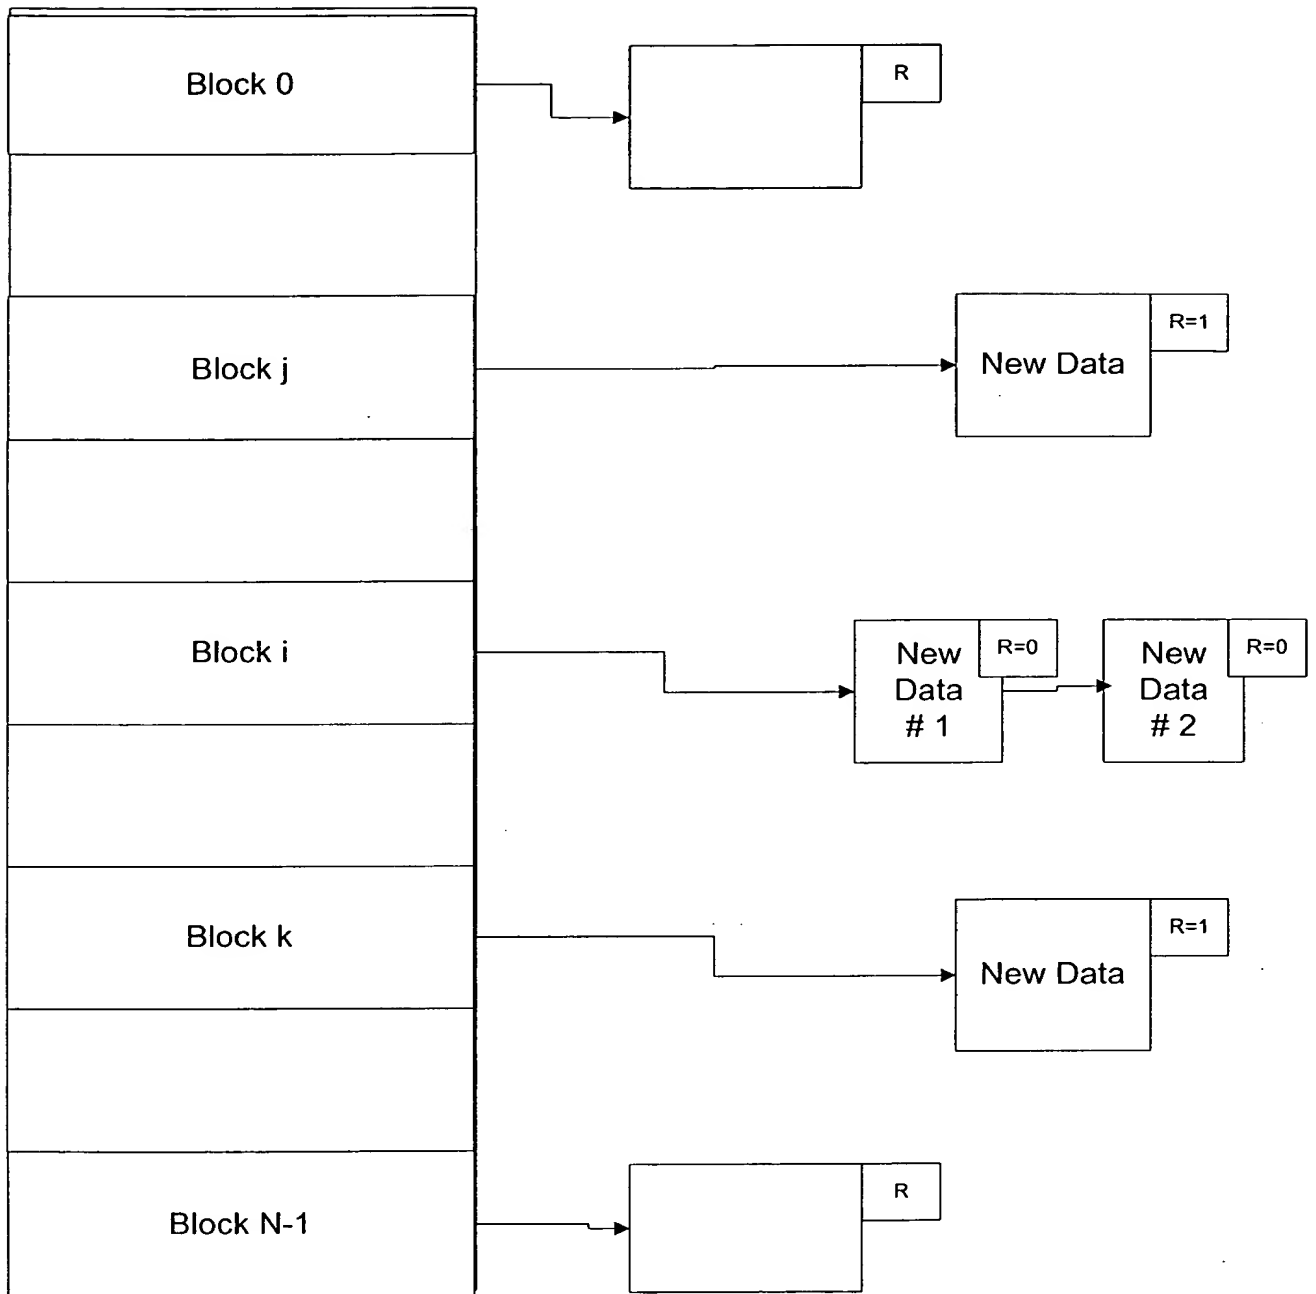 Block 0
R
Block j
New Data
R=1
Block i
New
Data
# 1
R=0
New
Data
# 2
R=0
Block k
New Data
R=1
Block N-1
R